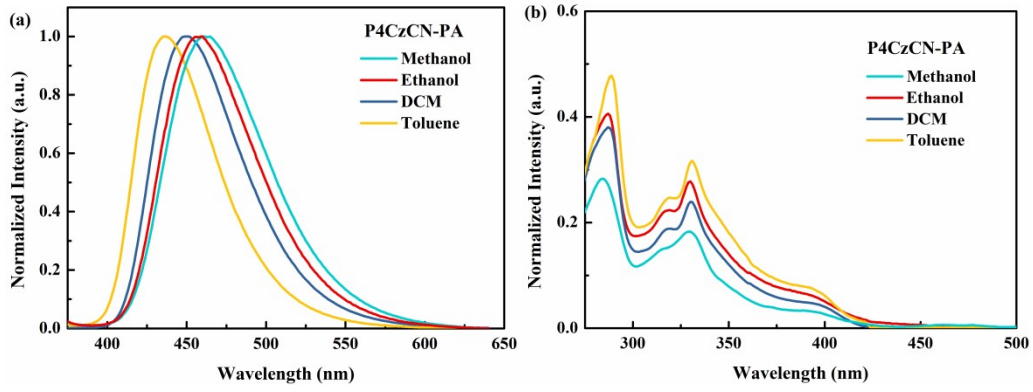 (a)
P4CzCN-PA
Methanol
Ethanol
DCM
Toluene
1.0
0.8
0.6
0.4
0.2
0.0
Normalized Intensity (a.u.)
400
450
500
550
600
650
Wavelength (nm)
(b)
P4CzCN-PA
Methanol
Ethanol
DCM
Toluene
0.6
0.4
0.2
0.0
Normalized Intensity (a.u.)
300
350
400
450
500
Wavelength (nm)